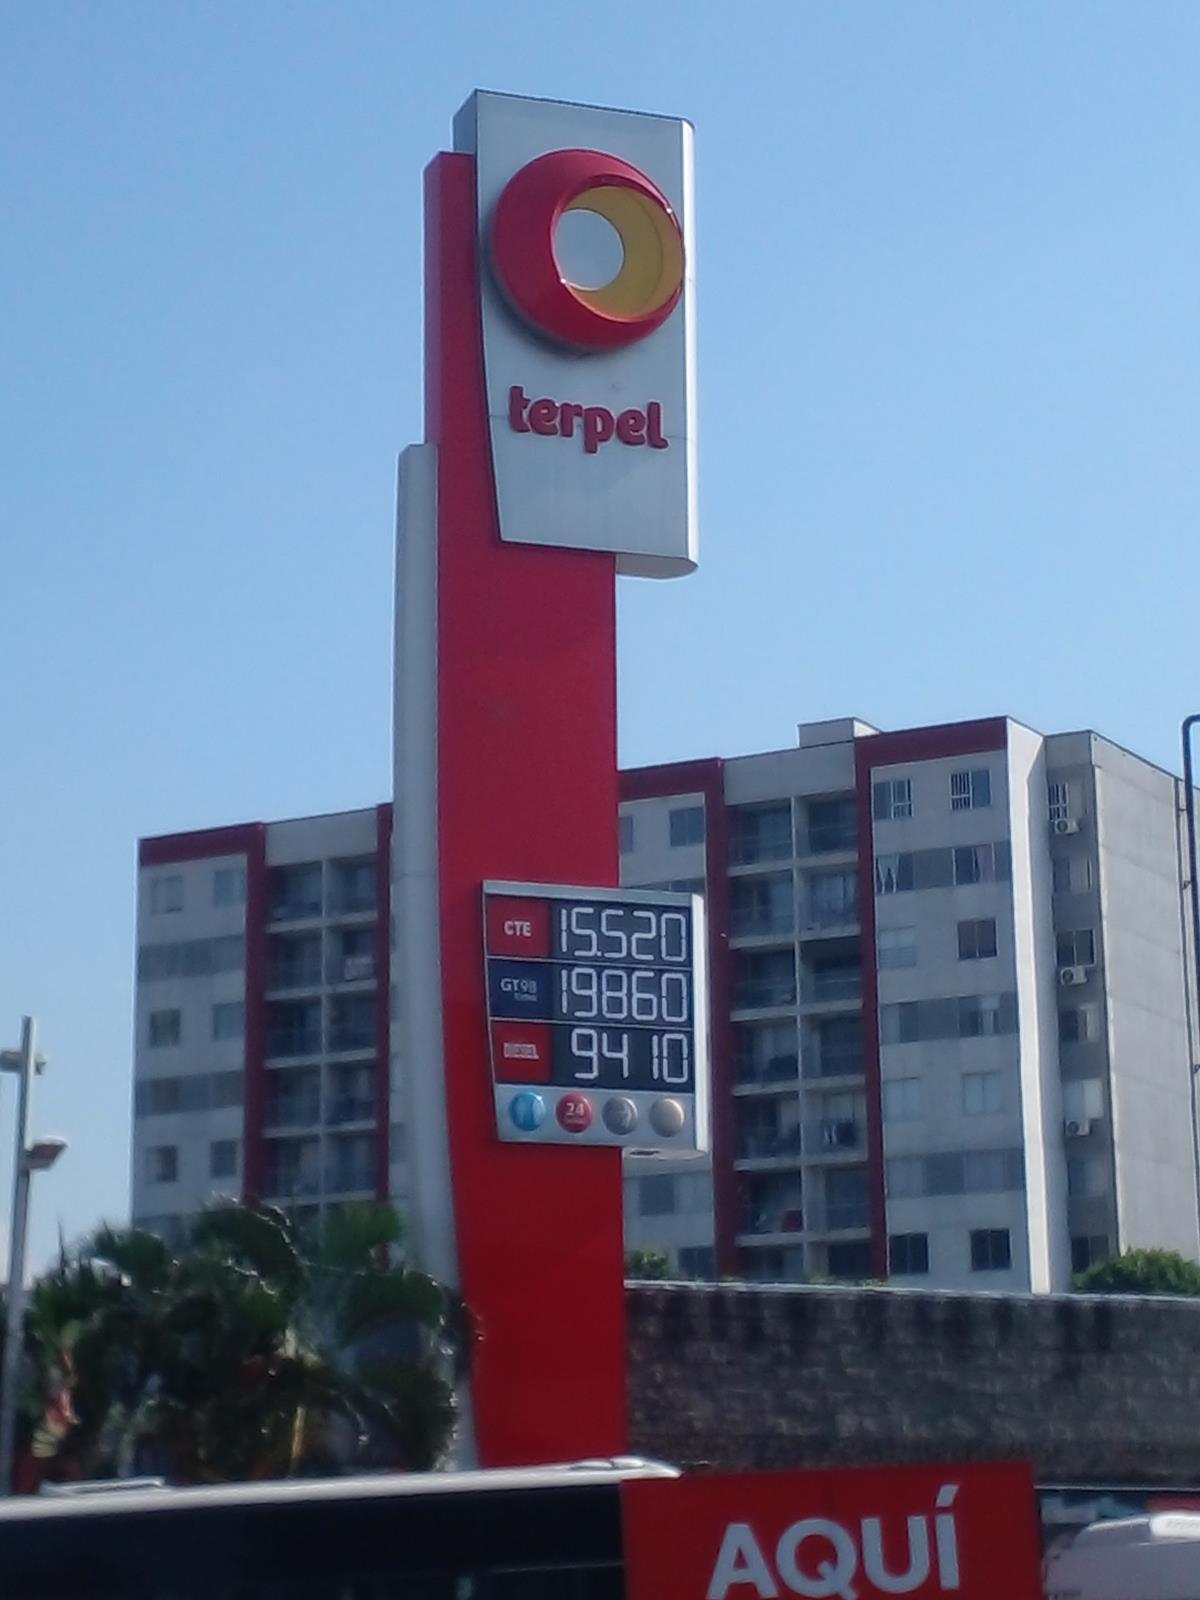 terpel
CTE 15.520
GT98 19860
DIESEL 9410
24
AQUÍ